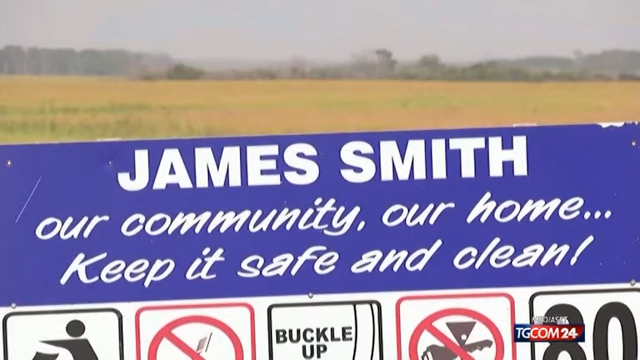 JAMES SMITH
our community, our home...
Keep it safe and clean!
BUCKLE
UP
TGCOM24